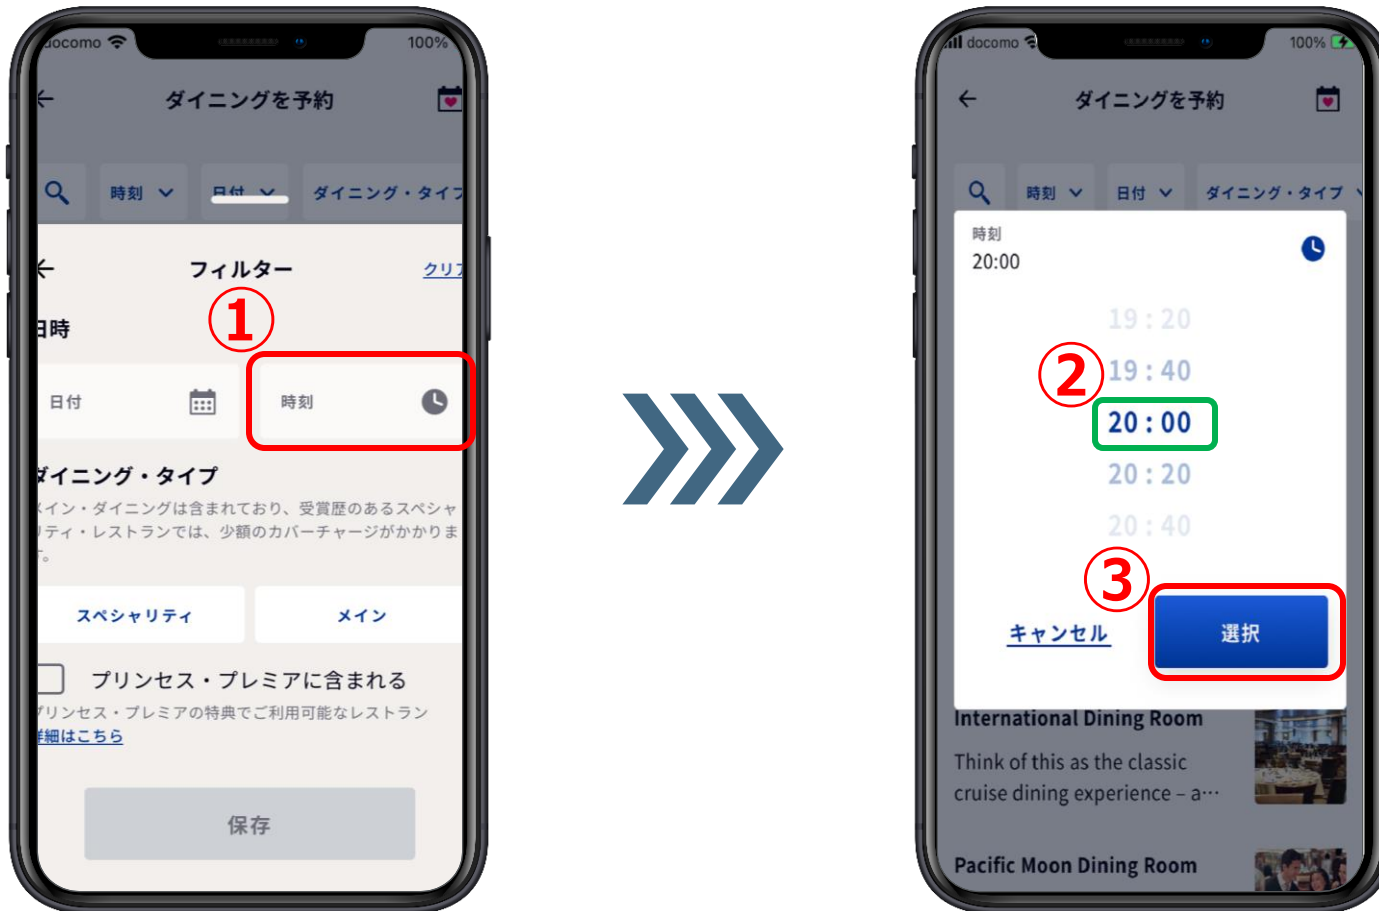 docomo 100%
ダイニングを予約
時刻 日付 ダイニング・タイプ
フィルター クリア
①
日時
日付 時刻
ダイニング・タイプ
メイン・ダイニングは含まれており、受賞歴のあるスペシャ
リティ・レストランでは、少額のカバーチャージがかかりま
す。
スペシャリティ メイン
プリンセス・プレミアに含まれる
プリンセス・プレミアの特典でご利用可能なレストラン
詳細はこちら
保存
docomo 100%
ダイニングを予約
時刻 日付 ダイニング・タイプ
時刻
20:00
19:20
② 19:40
20:00
20:20
20:40
③
キャンセル 選択
International Dining Room
Think of this as the classic
cruise dining experience – a…
Pacific Moon Dining Room